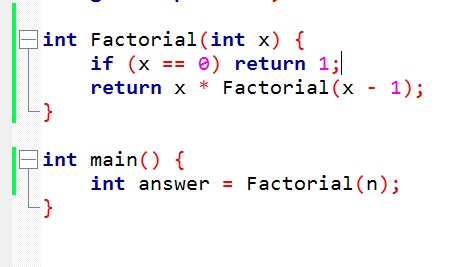 int Factorial(int x) {
if (x == 0) return 1;
return x * Factorial(x - 1);
}
int main() {
int answer = Factorial(n);
}